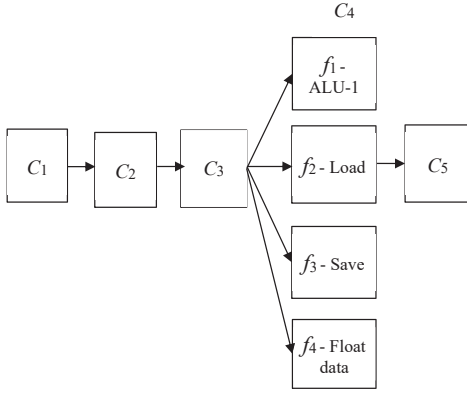 C4
f1 -
ALU-1
C1
C2
C3
f2 - Load
C5
f3 - Save
f4 - Float
data